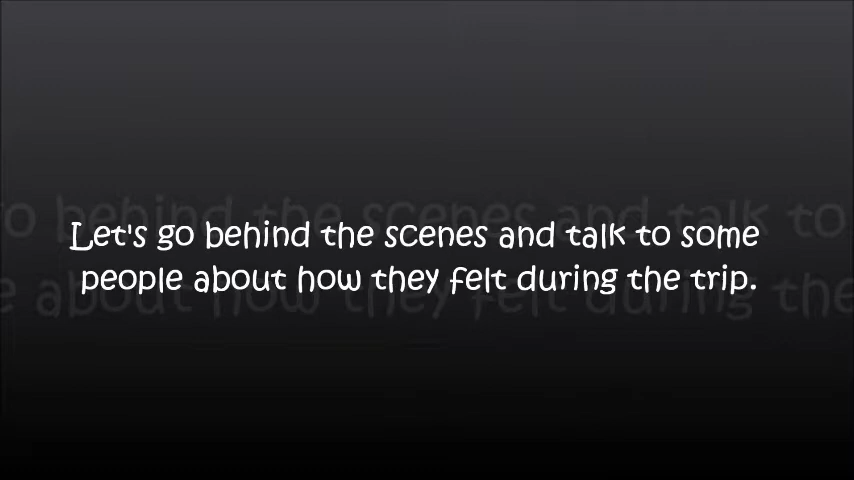 Let's go behind the scenes and talk to some
people about how they felt during the trip.